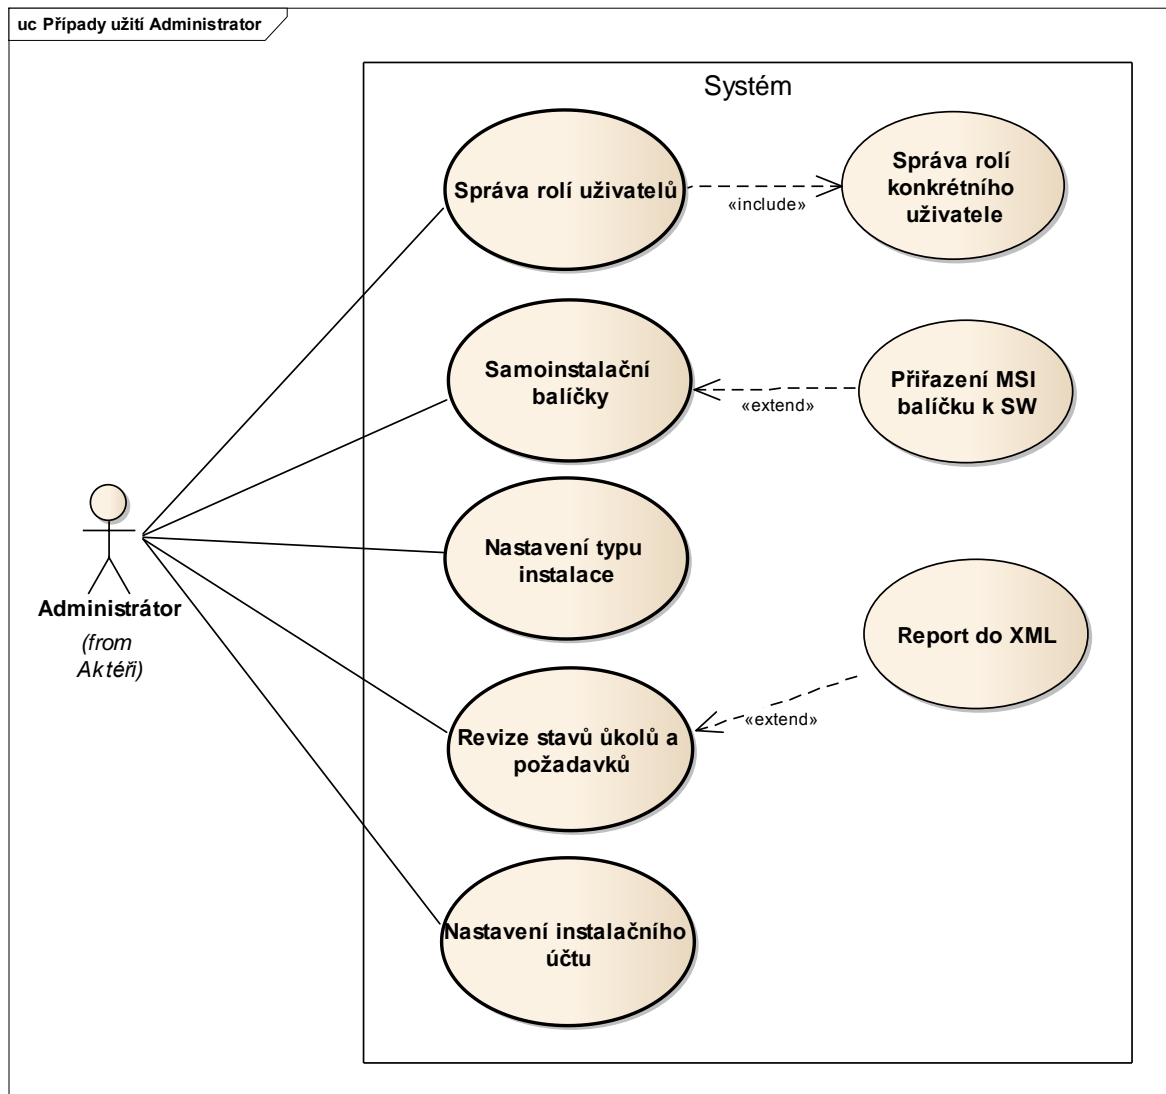 uc Případy užití Administrator
Systém
Správa rolí uživatelů
«include»
Správa rolí
konkrétního
uživatele
Samoinstalační
balíčky
«extend»
Přiřazení MSI
balíčku k SW
Nastavení typu
instalace
Administrátor
(from
Aktéři)
Report do XML
«extend»
Revize stavů ůkolů a
požadavků
Nastavení instalačního
účtu